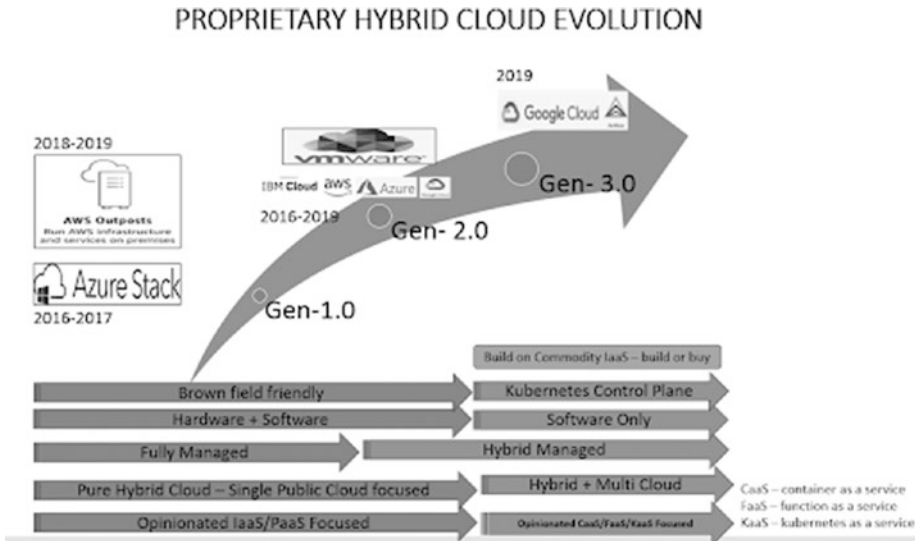 PROPRIETARY HYBRID CLOUD EVOLUTION
2019
Google Cloud
2018-2019
vmware
AWS Outposts
Run AWS infrastructure
and services on premises
IBM Cloud
aws
Azure
Gen- 3.0
2016-2019
Gen- 2.0
Azure Stack
2016-2017
Gen-1.0
Build on Commodity IaaS – build or buy
Brown field friendly
Kubernetes Control Plane
Hardware + Software
Software Only
Fully Managed
Hybrid Managed
Pure Hybrid Cloud – Single Public Cloud focused
Hybrid + Multi Cloud
Opinionated IaaS/PaaS Focused
Opinionated CaaS/FaaS/KaaS Focused
CaaS – container as a service
FaaS – function as a service
KaaS – kubernetes as a service